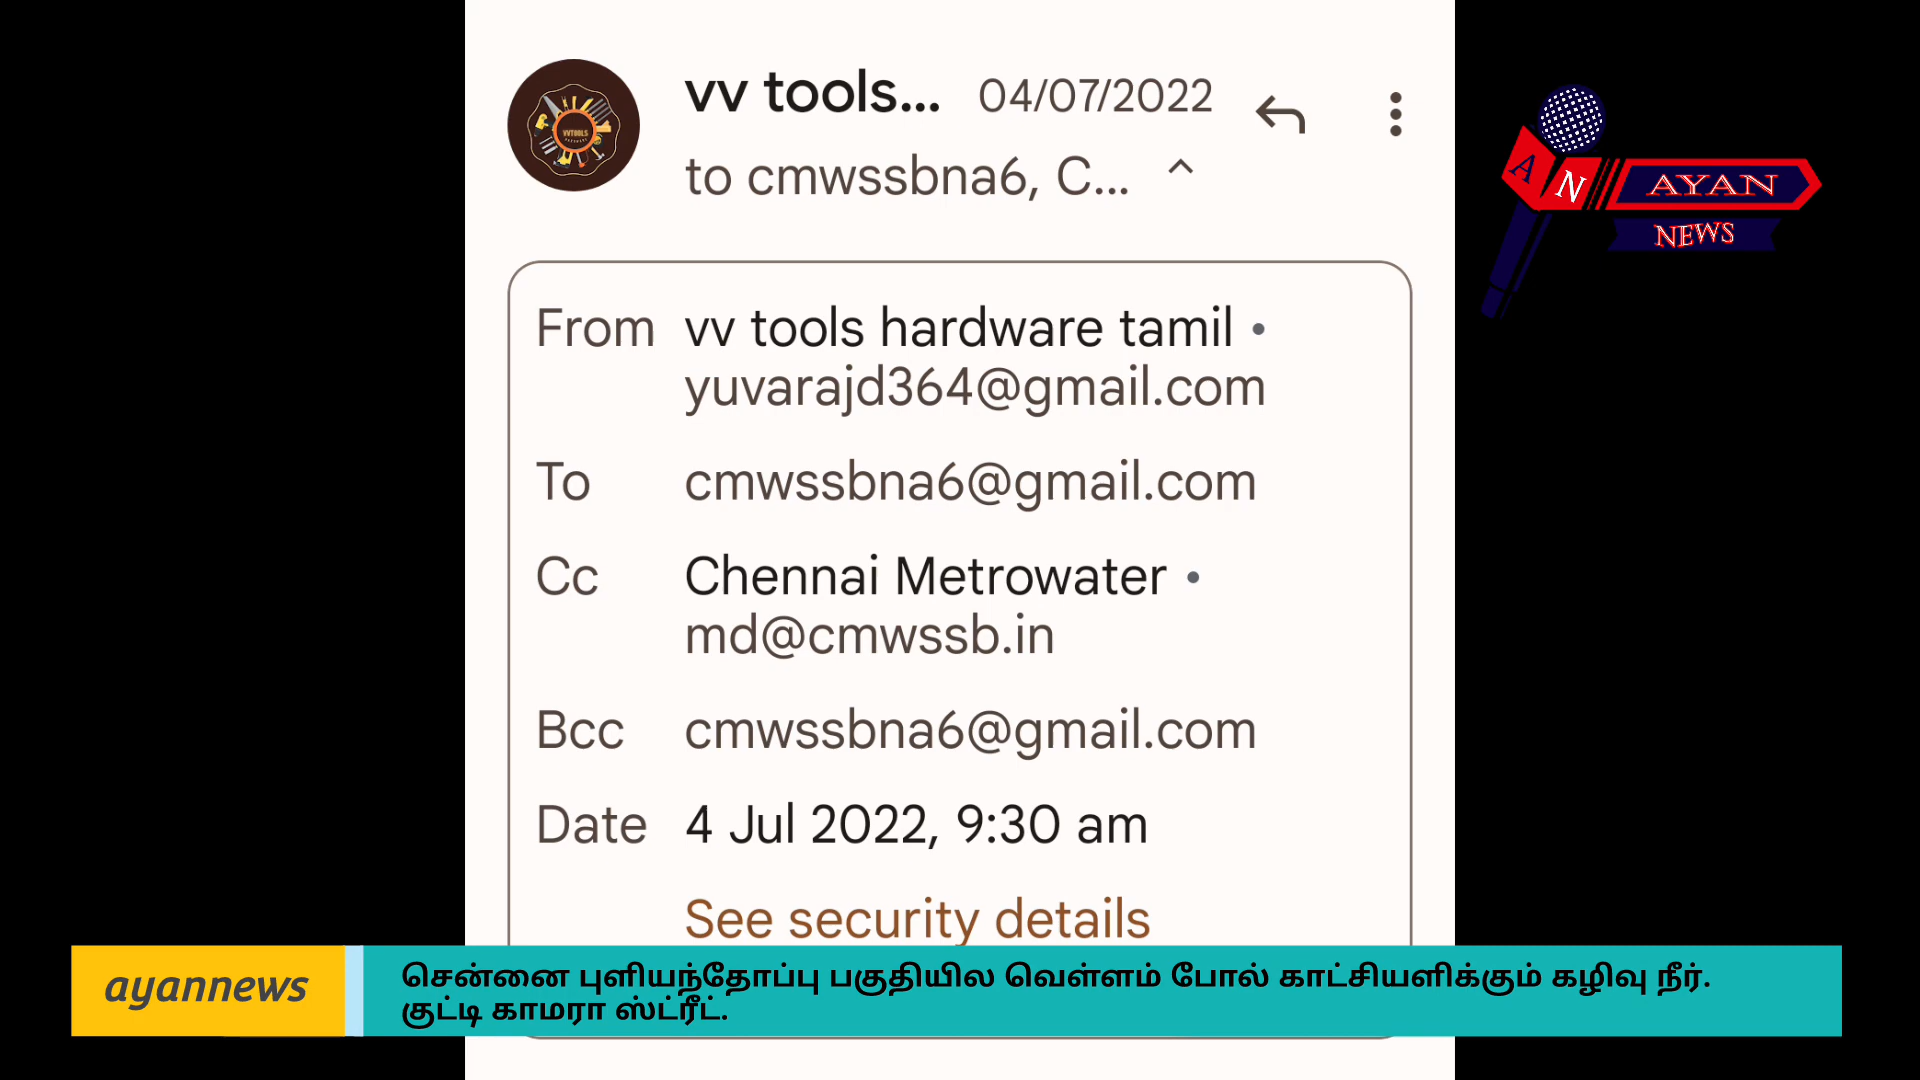 vv tools... 04/07/2022
to cmwssbna6, C...
VVTOOLS
A N AYAN
NEWS
From vv tools hardware tamil •
yuvarajd364@gmail.com
To cmwssbna6@gmail.com
Cc Chennai Metrowater •
md@cmwssb.in
Bcc cmwssbna6@gmail.com
Date 4 Jul 2022, 9:30 am
See security details
ayannews
சென்னை புளியந்தோப்பு பகுதியில வெள்ளம் போல் காட்சியளிக்கும் கழிவு நீர்.
குட்டி காமரா ஸ்ட்ரீட்.